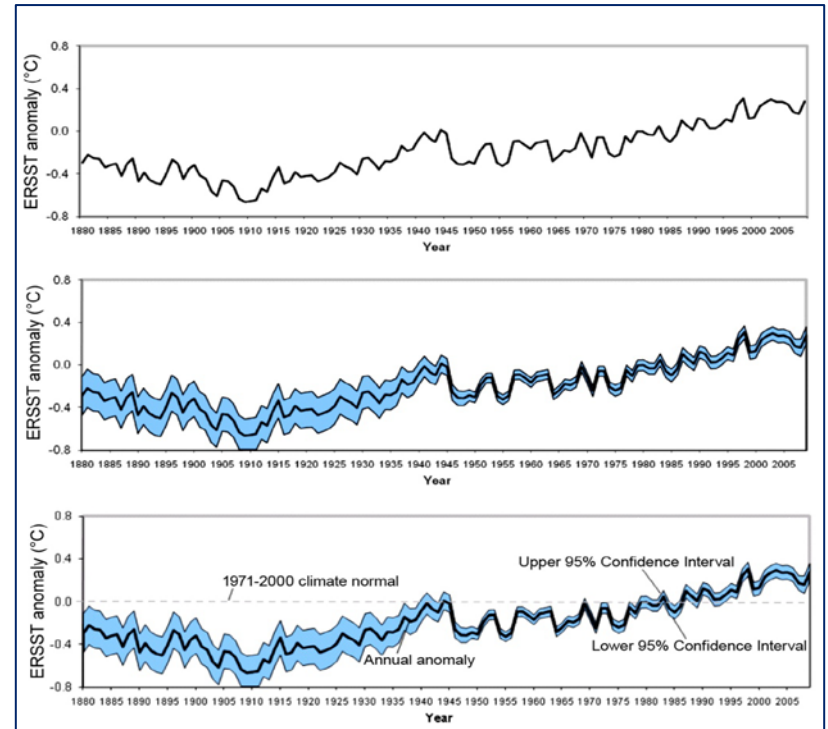 ERSST anomaly (°C)
0.8
0.4
0.0
-0.4
-0.8
1880 1885 1890 1895 1900 1905 1910 1915 1920 1925 1930 1935 1940 1945 1950 1955 1960 1965 1970 1975 1980 1985 1990 1995 2000 2005
Year
ERSST anomaly (°C)
0.8
0.4
0.0
-0.4
-0.8
1880 1885 1890 1895 1900 1905 1910 1915 1920 1925 1930 1935 1940 1945 1950 1955 1960 1965 1970 1975 1980 1985 1990 1995 2000 2005
Year
ERSST anomaly (°C)
0.8
0.4
0.0
-0.4
-0.8
Upper 95% Confidence Interval
1971-2000 climate normal
Lower 95% Confidence Interval
Annual anomaly
1880 1885 1890 1895 1900 1905 1910 1915 1920 1925 1930 1935 1940 1945 1950 1955 1960 1965 1970 1975 1980 1985 1990 1995 2000 2005
Year